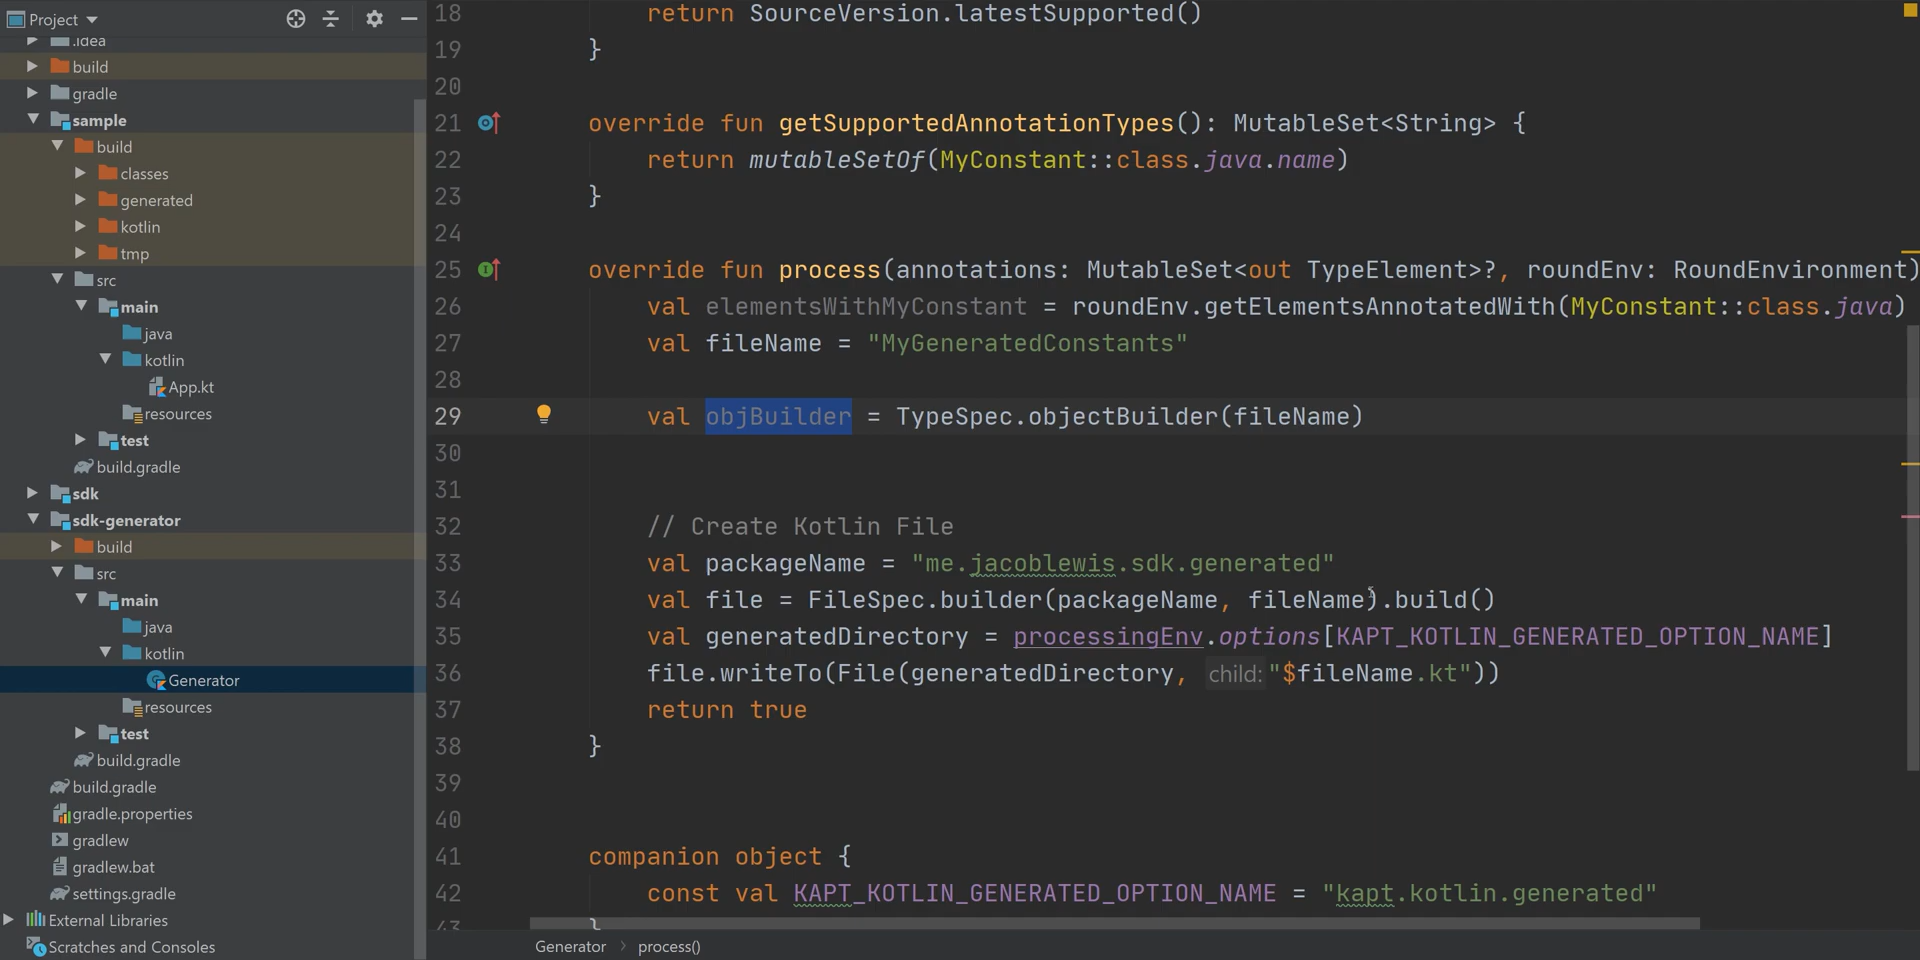 Project
.idea
build
gradle
sample
build
classes
generated
kotlin
tmp
src
main
java
kotlin
App.kt
resources
test
build.gradle
sdk
sdk-generator
build
src
main
java
kotlin
Generator
resources
test
build.gradle
build.gradle
gradle.properties
gradlew
gradlew.bat
settings.gradle
External Libraries
Scratches and Consoles
18 return SourceVersion.latestSupported()
19 }
20
21 override fun getSupportedAnnotationTypes(): MutableSet<String> {
22 return mutableSetOf(MyConstant::class.java.name)
23 }
24
25 override fun process(annotations: MutableSet<out TypeElement>?, roundEnv: RoundEnvironment)
26 val elementsWithMyConstant = roundEnv.getElementsAnnotatedWith(MyConstant::class.java)
27 val fileName = "MyGeneratedConstants"
28
29 val objBuilder = TypeSpec.objectBuilder(fileName)
30
31
32 // Create Kotlin File
33 val packageName = "me.jacoblewis.sdk.generated"
34 val file = FileSpec.builder(packageName, fileName).build()
35 val generatedDirectory = processingEnv.options[KAPT_KOTLIN_GENERATED_OPTION_NAME]
36 file.writeTo(File(generatedDirectory, child: "$fileName.kt"))
37 return true
38 }
39
40
41 companion object {
42 const val KAPT_KOTLIN_GENERATED_OPTION_NAME = "kapt.kotlin.generated"
43 }
Generator > process()